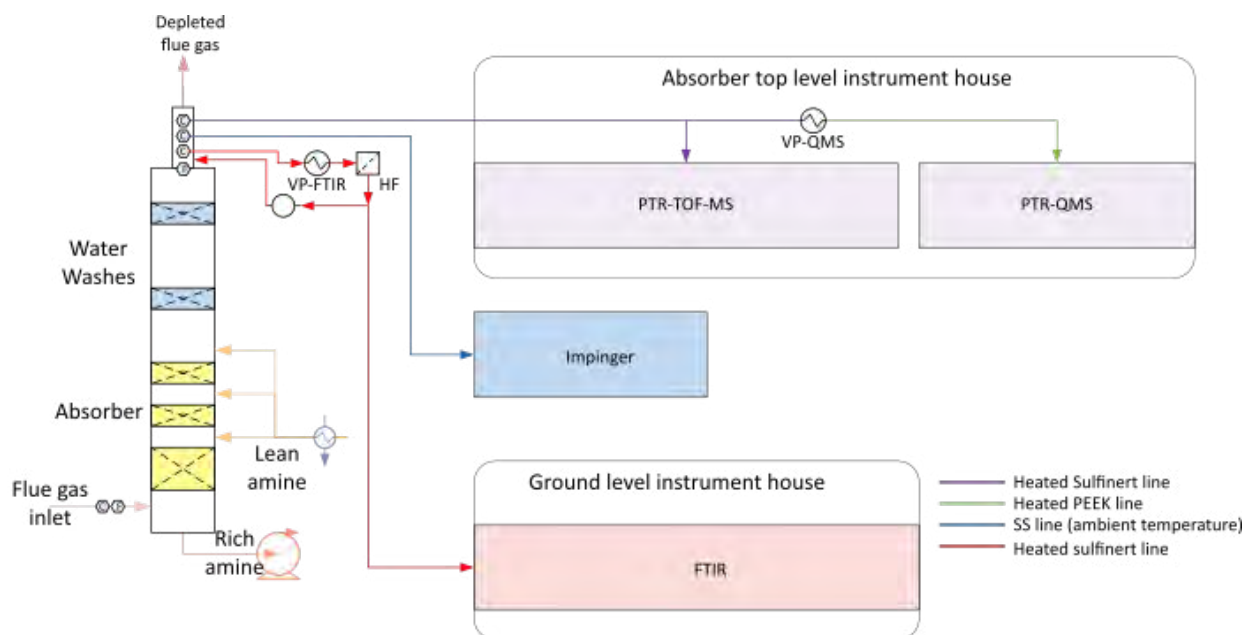 Depleted
flue gas
Absorber top level instrument house
VP-QMS
VP-FTIR
HF
PTR-TOF-MS
PTR-QMS
Water
Washes
Impinger
Absorber
Lean
amine
Flue gas
inlet
Rich
amine
Ground level instrument house
FTIR
Heated Sulfinert line
Heated PEEK line
SS line (ambient temperature)
Heated sulfinert line